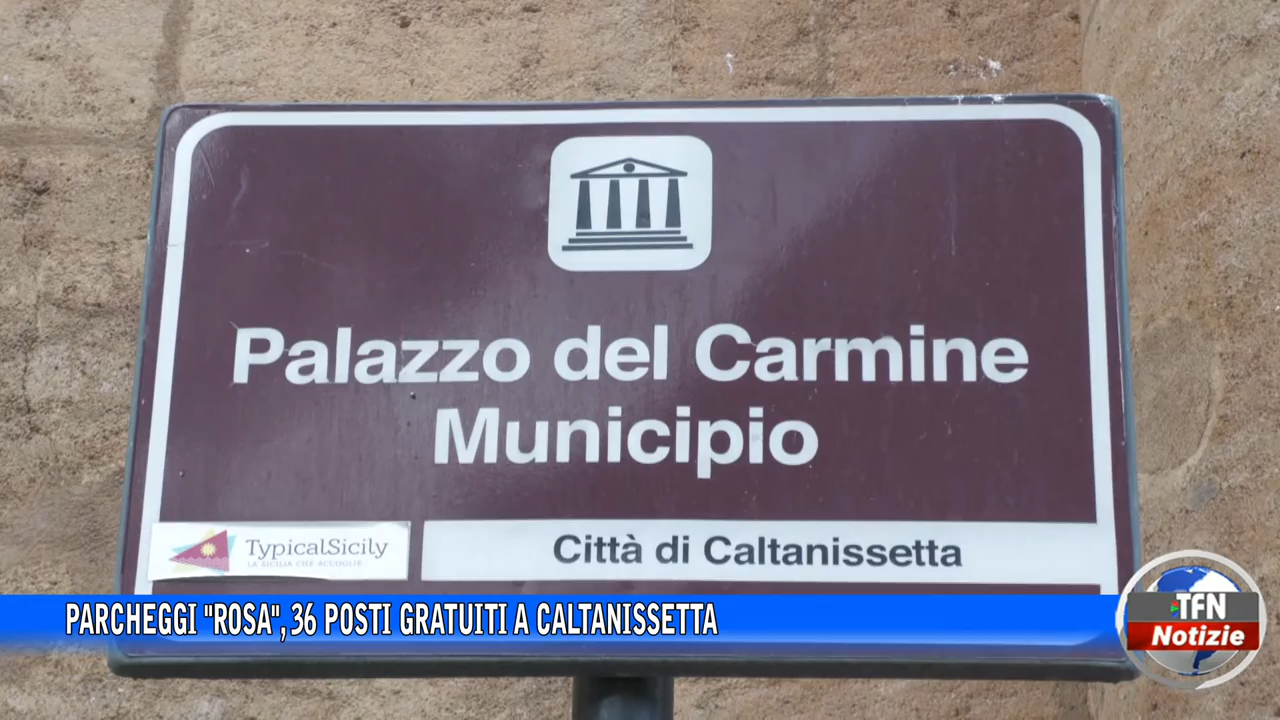 Palazzo del Carmine
Municipio
TypicalSicily
LA SICILIA CHE ACCOGLIE
Città di Caltanissetta
PARCHEGGI "ROSA", 36 POSTI GRATUITI A CALTANISSETTA
TFN
Notizie